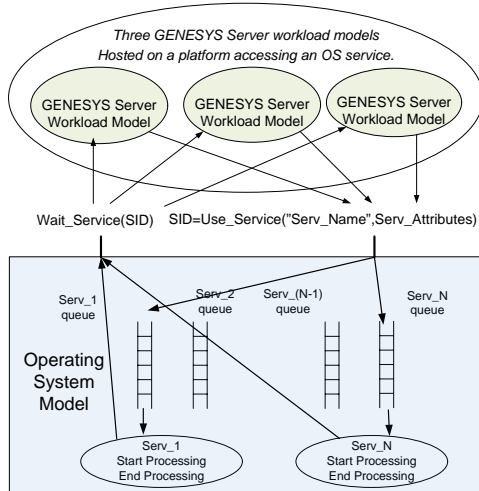 Three GENESYS Server workload models
Hosted on a platform accessing an OS service.
GENESYS Server
Workload Model
GENESYS Server
Workload Model
GENESYS Server
Workload Model
Wait_Service(SID)
SID=Use_Service("Serv_Name",Serv_Attributes)
Serv_1
queue
Serv_2
queue
Serv_(N-1)
queue
Serv_N
queue
Operating
System
Model
Serv_1
Start Processing
End Processing
Serv_N
Start Processing
End Processing